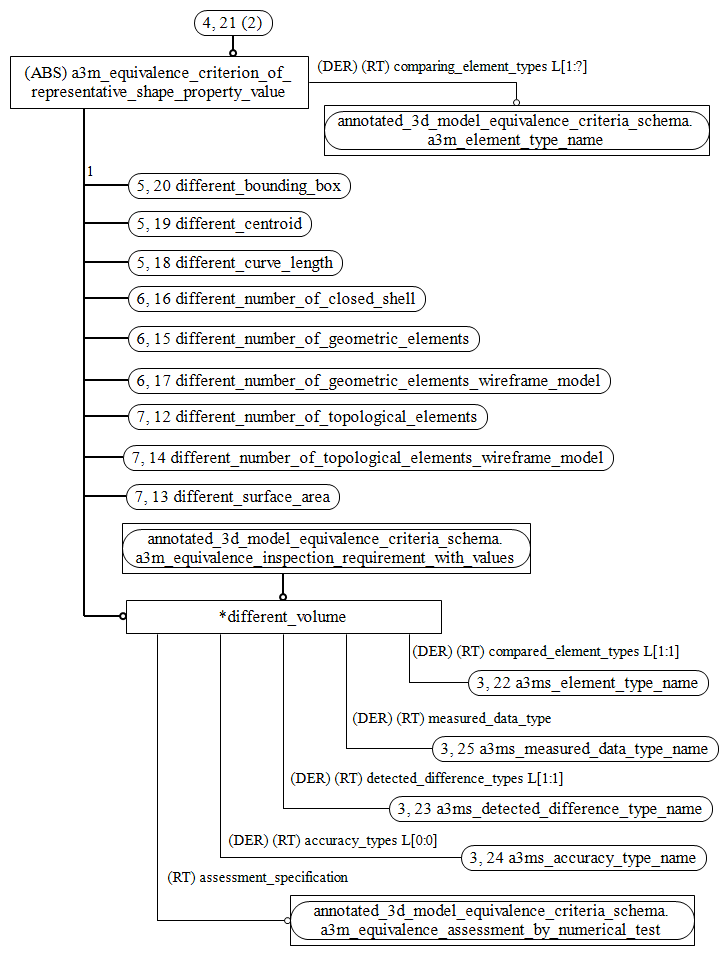 4, 21 (2)
(ABS) a3m_equivalence_criterion_of_
representative_shape_property_value
(DER) (RT) comparing_element_types L[1:?]
annotated_3d_model_equivalence_criteria_schema.
a3m_element_type_name
1
5, 20 different_bounding_box
5, 19 different_centroid
5, 18 different_curve_length
6, 16 different_number_of_closed_shell
6, 15 different_number_of_geometric_elements
6, 17 different_number_of_geometric_elements_wireframe_model
7, 12 different_number_of_topological_elements
7, 14 different_number_of_topological_elements_wireframe_model
7, 13 different_surface_area
annotated_3d_model_equivalence_criteria_schema.
a3m_equivalence_inspection_requirement_with_values
*different_volume
(DER) (RT) compared_element_types L[1:1]
3, 22 a3ms_element_type_name
(DER) (RT) measured_data_type
3, 25 a3ms_measured_data_type_name
(DER) (RT) detected_difference_types L[1:1]
3, 23 a3ms_detected_difference_type_name
(DER) (RT) accuracy_types L[0:0]
3, 24 a3ms_accuracy_type_name
(RT) assessment_specification
annotated_3d_model_equivalence_criteria_schema.
a3m_equivalence_assessment_by_numerical_test